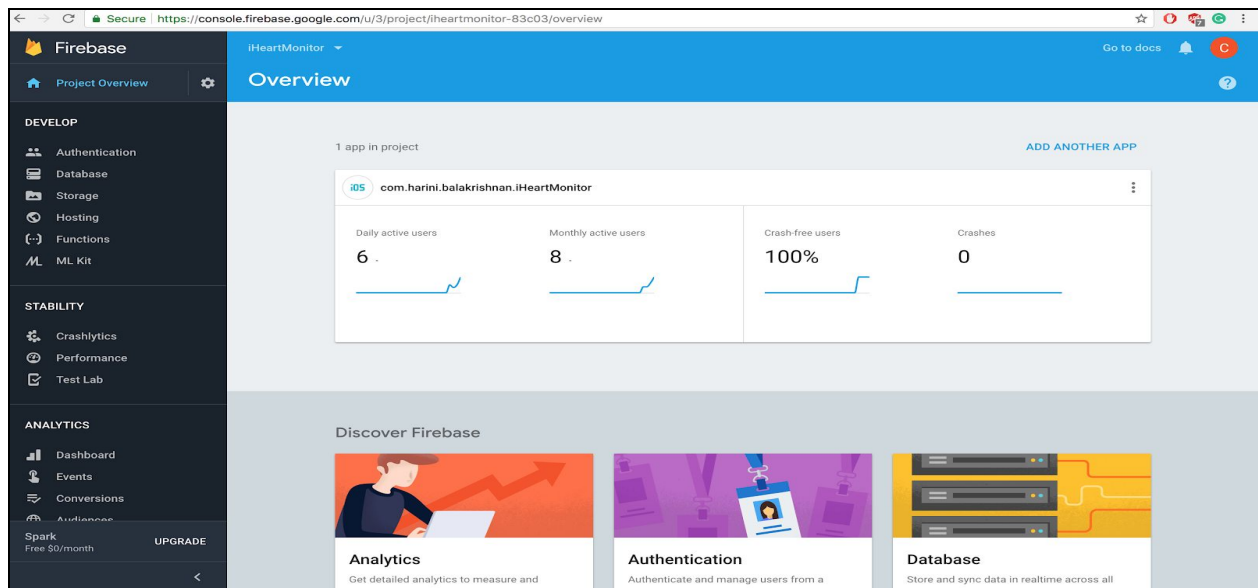 Secure | https://console.firebase.google.com/u/3/project/iheartmonitor-83c03/overview
Firebase
iHeartMonitor
Go to docs
C
Project Overview
Overview
DEVELOP
Authentication
Database
Storage
Hosting
Functions
ML Kit
STABILITY
Crashlytics
Performance
Test Lab
ANALYTICS
Dashboard
Events
Conversions
Audiences
Spark
Free $0/month
UPGRADE
1 app in project
ADD ANOTHER APP
iOS com.harini.balakrishnan.iHeartMonitor
Daily active users
6
Monthly active users
8
Crash-free users
100%
Crashes
0
Discover Firebase
Analytics
Get detailed analytics to measure and
Authentication
Authenticate and manage users from a
Database
Store and sync data in realtime across all